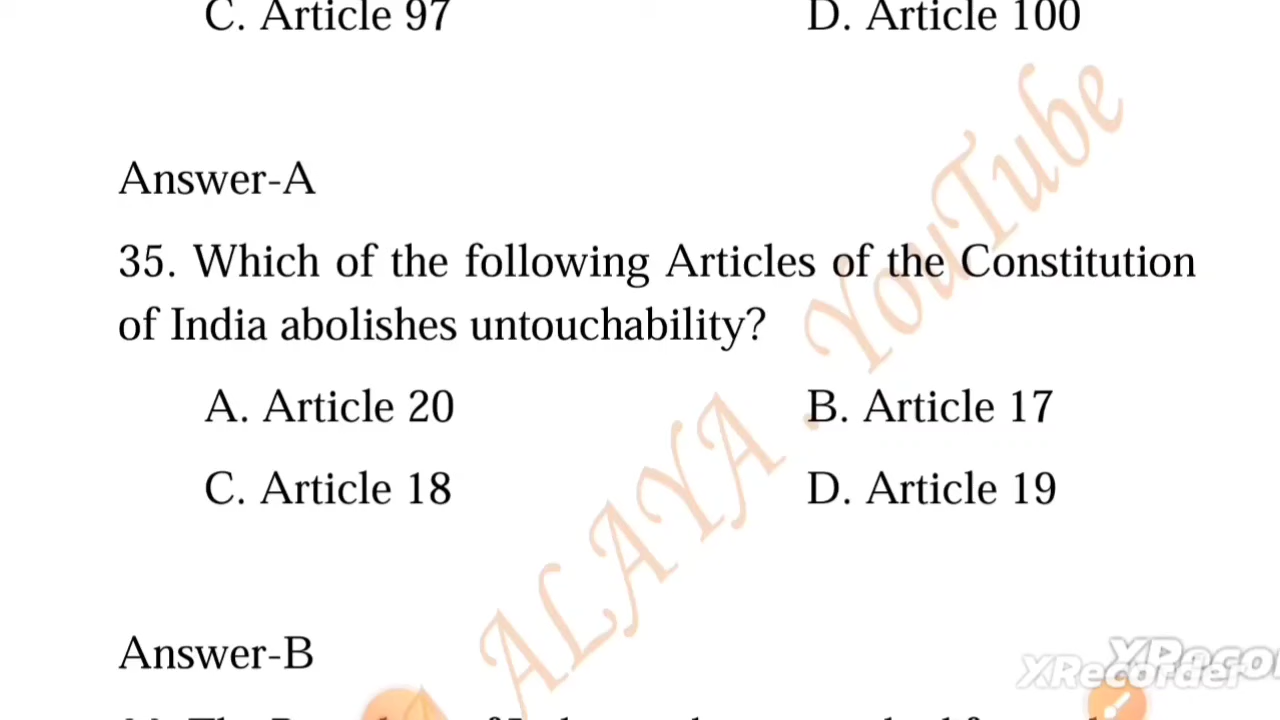 C. Article 97 D. Article 100
Answer-A
35. Which of the following Articles of the Constitution
of India abolishes untouchability?
A. Article 20 B. Article 17
C. Article 18 D. Article 19
Answer-B
ALAYA .YouTube
XRecorder